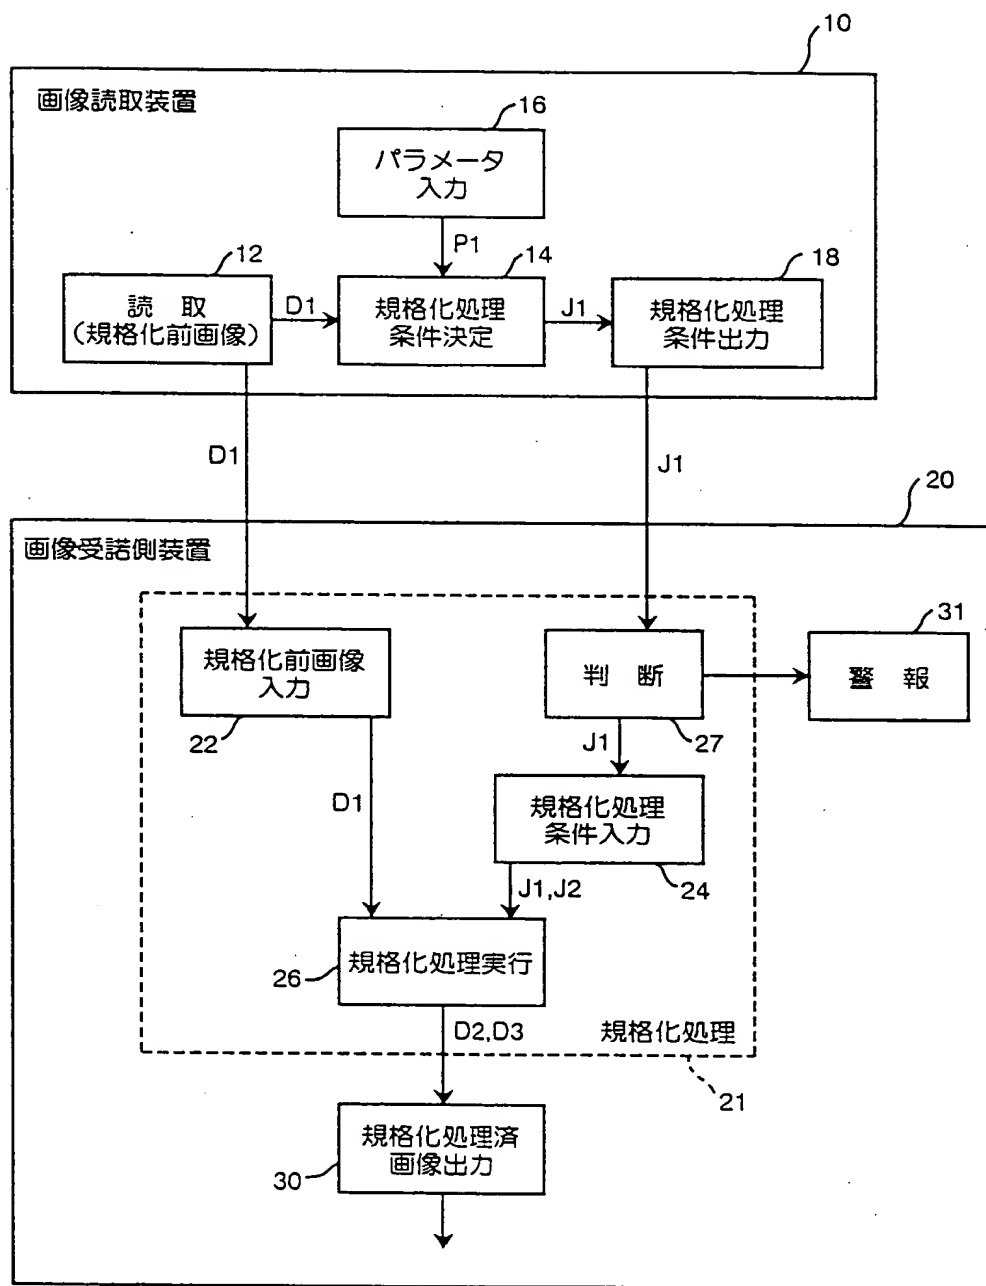 10
画像読取装置
16
パラメータ
入力
P1
12
14
18
読 取
(規格化前画像)
D1
規格化処理
条件決定
J1
規格化処理
条件出力
D1
J1
20
画像受諾側装置
31
規格化前画像
入力
22
判 断
27
警 報
J1
D1
規格化処理
条件入力
24
J1,J2
26
規格化処理実行
D2,D3
規格化処理
21
規格化処理済
画像出力
30